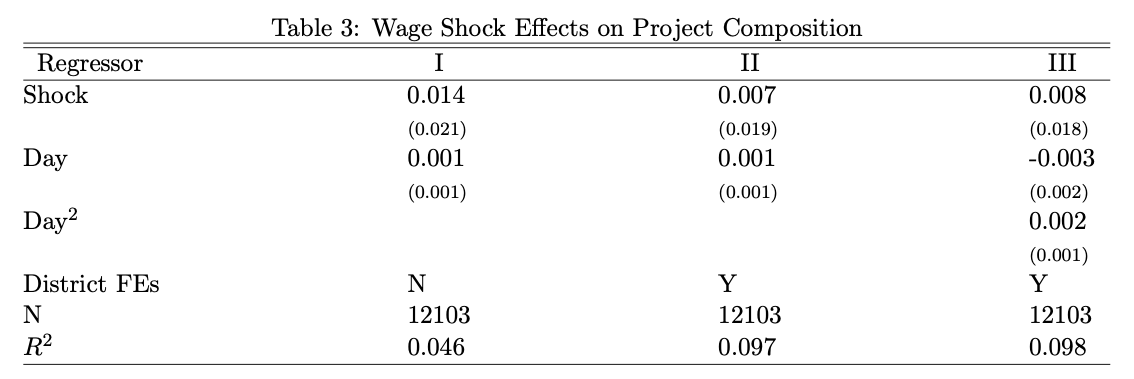 Table 3: Wage Shock Effects on Project Composition
Regressor I II III
Shock 0.014 0.007 0.008
(0.021) (0.019) (0.018)
Day 0.001 0.001 -0.003
(0.001) (0.001) (0.002)
Day² 0.002
(0.001)
District FEs N Y Y
N 12103 12103 12103
R² 0.046 0.097 0.098